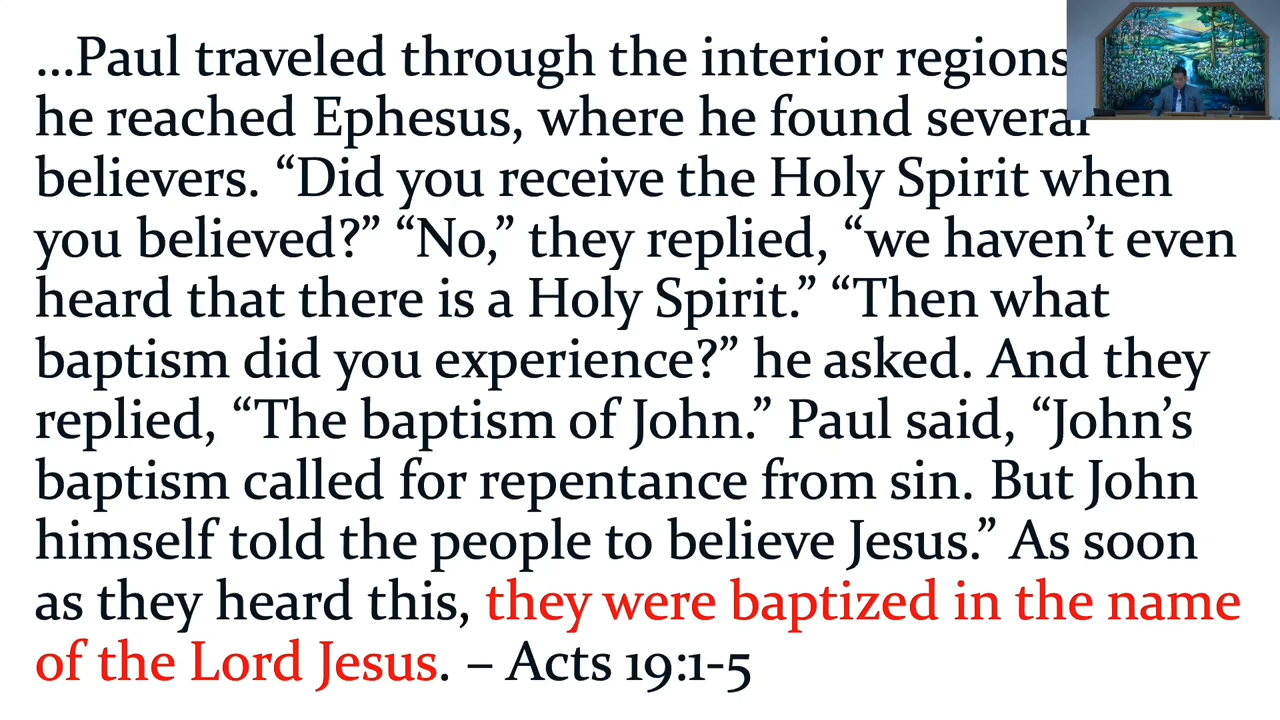 ...Paul traveled through the interior regions
he reached Ephesus, where he found several
believers. “Did you receive the Holy Spirit when
you believed?” “No,” they replied, “we haven’t even
heard that there is a Holy Spirit.” “Then what
baptism did you experience?” he asked. And they
replied, “The baptism of John.” Paul said, “John’s
baptism called for repentance from sin. But John
himself told the people to believe Jesus.” As soon
as they heard this, they were baptized in the name
of the Lord Jesus. – Acts 19:1-5